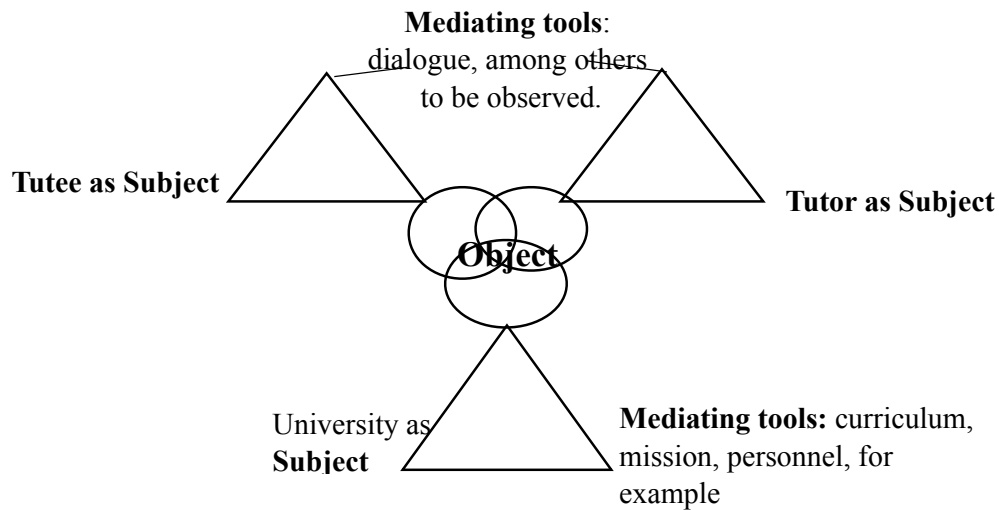 Mediating tools:
dialogue, among others
to be observed.
Tutee as Subject
Tutor as Subject
Object
University as
Subject
Mediating tools: curriculum,
mission, personnel, for
example